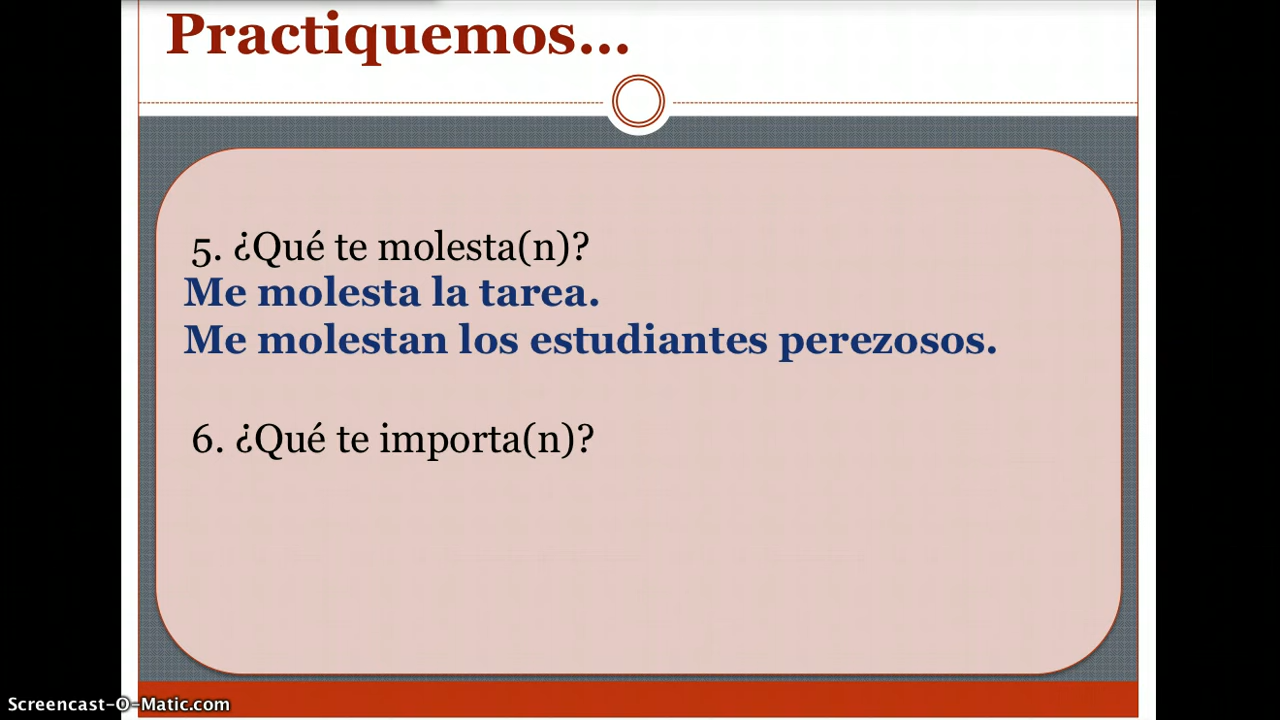 Practiquemos...
5. ¿Qué te molesta(n)?
Me molesta la tarea.
Me molestan los estudiantes perezosos.
6. ¿Qué te importa(n)?
Screencast-O-Matic.com